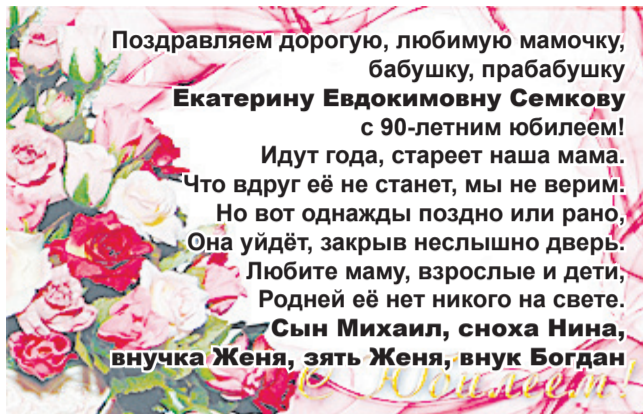 Поздравляем дорогую, любимую мамочку,
бабушку, прабабушку
Екатерину Евдокимовну Семкову
с 90-летним юбилеем!
Идут года, стареет наша мама.
Что вдруг её не станет, мы не верим.
Но вот однажды поздно или рано,
Она уйдёт, закрыв неслышно дверь.
Любите маму, взрослые и дети,
Родней её нет никого на свете.
Сын Михаил, сноха Нина,
внучка Женя, зять Женя, внук Богдан
С Юбилеем!